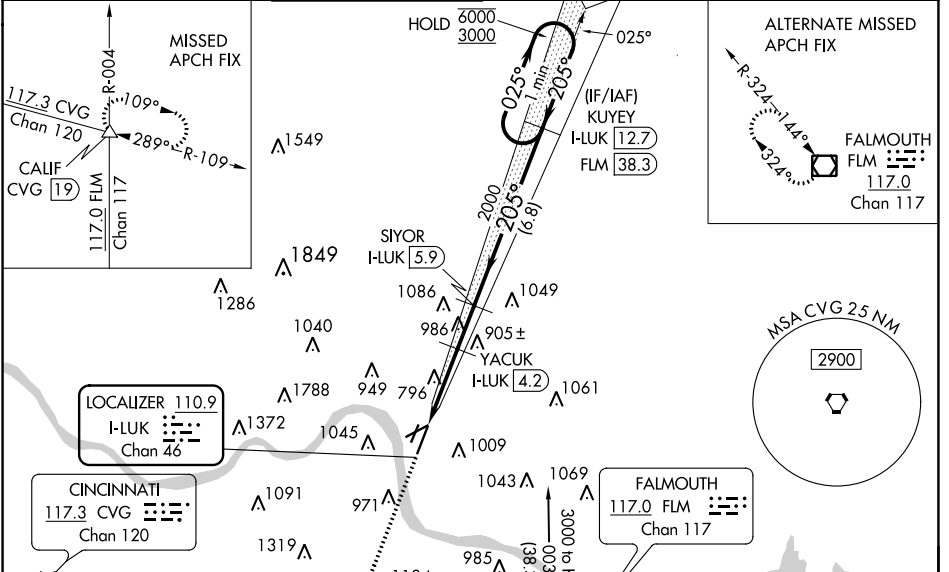 MISSED
APCH FIX
R-004
109°
117.3 CVG
Chan 120
289°
R-109
CALIF
CVG 19
117.0 FLM
Chan 117
HOLD
6000
3000
025°
025°
1 min
205°
(IF/IAF)
KUYEY
I-LUK 12.7
FLM 38.3
2000
205°
(6.8)
ALTERNATE MISSED
APCH FIX
R-324
144°
324°
FALMOUTH
FLM
117.0
Chan 117
1549
1849
1286
1040
SIYOR
I-LUK 5.9
1086
1049
986
905±
YACUK
I-LUK 4.2
949
796
1788
1061
MSA CVG 25 NM
2900
LOCALIZER 110.9
I-LUK
Chan 46
1372
1045
1009
1043
1069
CINCINNATI
117.3 CVG
Chan 120
1091
971
1319
985
3000 to
FALMOUTH
117.0 FLM
Chan 117